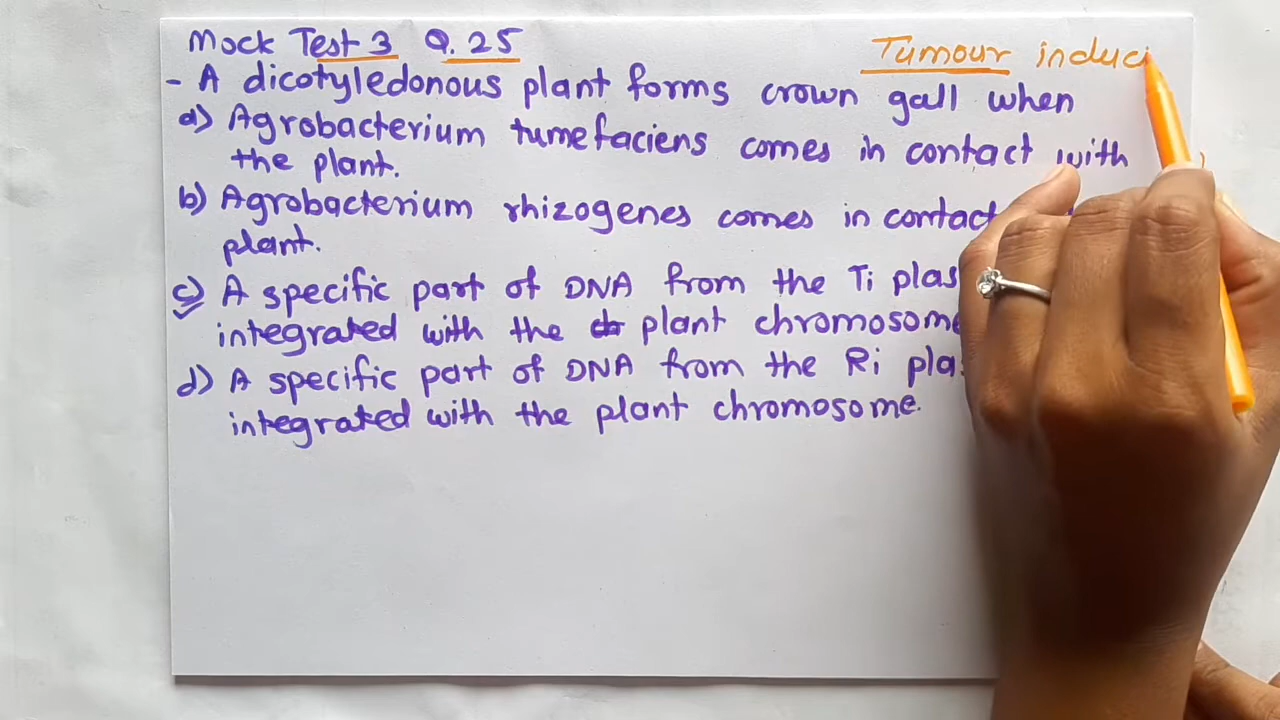 Mock Test 3 Q. 25
Tumour induci
- A dicotyledonous plant forms crown gall when
a) Agrobacterium tumefaciens comes in contact with
the plant.
b) Agrobacterium rhizogenes comes in contact
plant.
c) A specific part of DNA from the Ti plas
integrated with the plant chromosome
d) A specific part of DNA from the Ri pla
integrated with the plant chromosome.